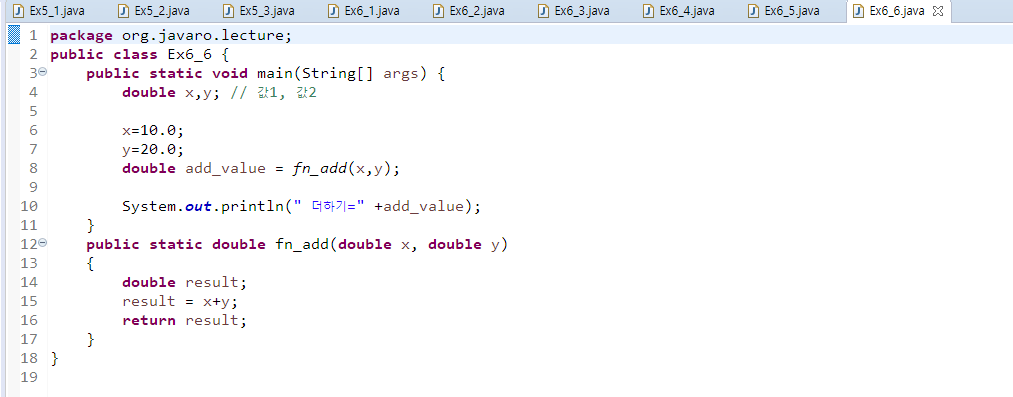 Ex5_1.java Ex5_2.java Ex5_3.java Ex6_1.java Ex6_2.java Ex6_3.java Ex6_4.java Ex6_5.java Ex6_6.java
1 package org.javaro.lecture;
2 public class Ex6_6 {
3 public static void main(String[] args) {
4 double x,y; // 값1, 값2
5
6 x=10.0;
7 y=20.0;
8 double add_value = fn_add(x,y);
9
10 System.out.println(" 더하기=" +add_value);
11 }
12 public static double fn_add(double x, double y)
13 {
14 double result;
15 result = x+y;
16 return result;
17 }
18 }
19